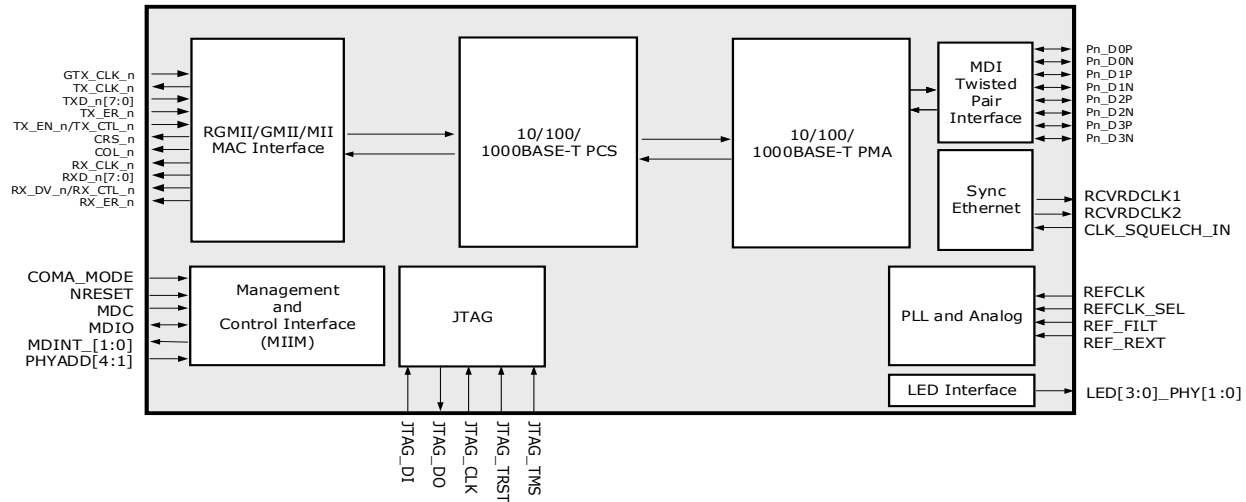 GTX_CLK_n
TX_CLK_n
TXD_n[7:0]
TX_ER_n
TX_EN_n/TX_CTL_n
CRS_n
COL_n
RX_CLK_n
RXD_n[7:0]
RX_DV_n/RX_CTL_n
RX_ER_n
RGMII/GMII/MII
MAC Interface
10/100/
1000BASE-T PCS
10/100/
1000BASE-T PMA
MDI
Twisted
Pair
Interface
Pn_D0P
Pn_D0N
Pn_D1P
Pn_D1N
Pn_D2P
Pn_D2N
Pn_D3P
Pn_D3N
Sync
Ethernet
RCVRDCLK1
RCVRDCLK2
CLK_SQUELCH_IN
COMA_MODE
NRESET
MDC
MDIO
MDINT_[1:0]
PHYADD[4:1]
Management
and
Control Interface
(MIIM)
JTAG
PLL and Analog
REFCLK
REFCLK_SEL
REF_FILT
REF_REXT
LED Interface
LED[3:0]_PHY[1:0]
JTAG_DI
JTAG_DO
JTAG_CLK
JTAG_TRST
JTAG_TMS